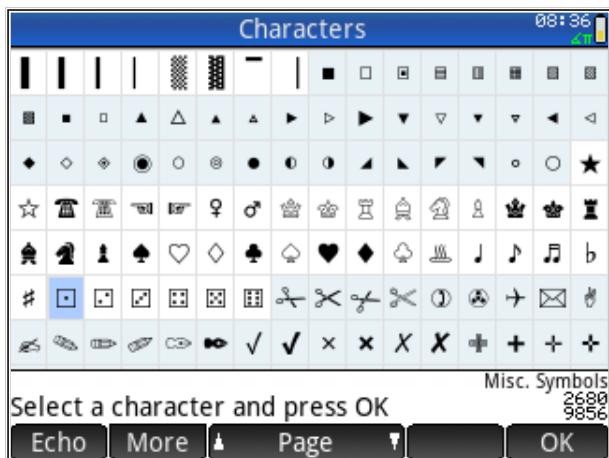 Characters
08:36
∡π
Misc. Symbols
Select a character and press OK
2680
9856
Echo More Page OK